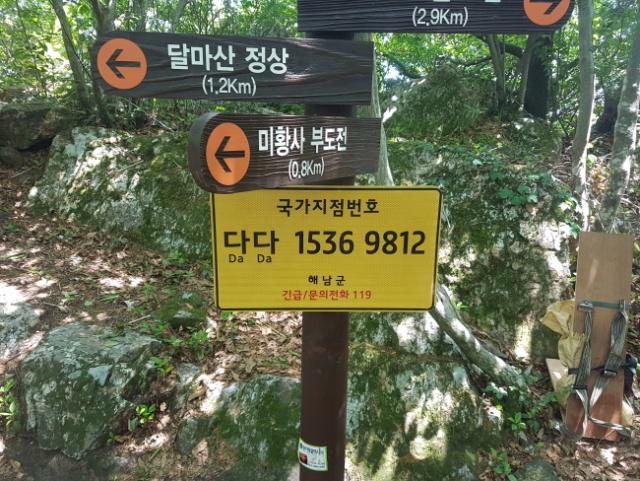 (2.9Km)
달마산 정상
(1.2Km)
미황사 부도전
(0.8Km)
국가지점번호
다다 1536 9812
Da Da
해남군
긴급/문의전화 119